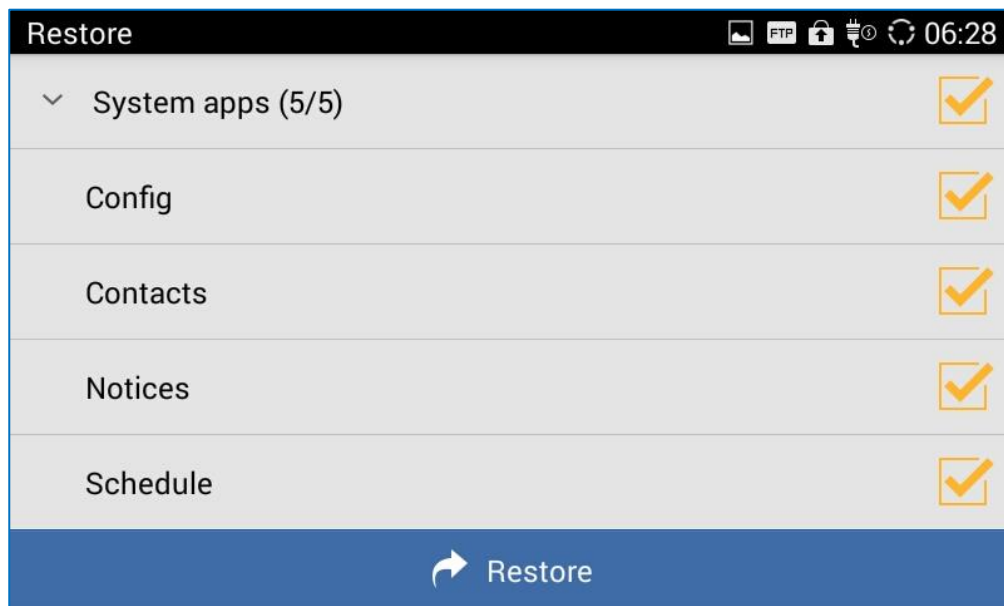 Restore FTP 06:28
System apps (5/5)
Config
Contacts
Notices
Schedule
Restore